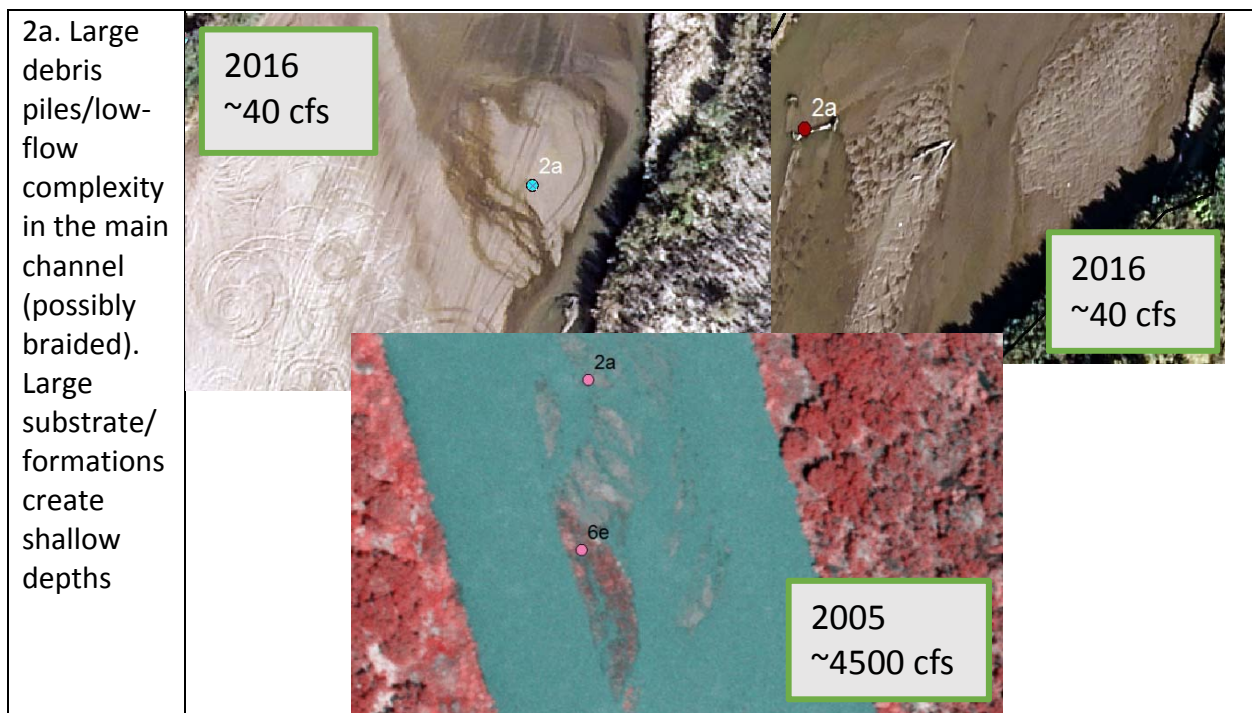 2a. Large
debris
piles/low-
flow
complexity
in the main
channel
(possibly
braided).
Large
substrate/
formations
create
shallow
depths
2016
~40 cfs
2a
2a
2016
~40 cfs
2a
6e
2005
~4500 cfs